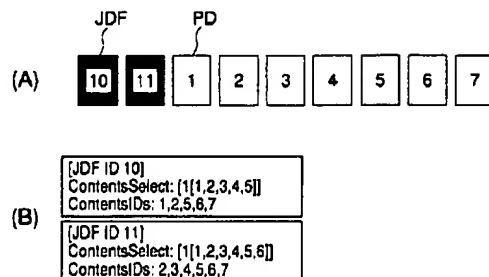 JDF PD
(A) 10 11 1 2 3 4 5 6 7
(B)
[JDF ID 10]
ContentsSelect: [1[1,2,3,4,5]]
ContentsIDs: 1,2,5,6,7
[JDF ID 11]
ContentsSelect: [1[1,2,3,4,5,6]]
ContentsIDs: 2,3,4,5,6,7